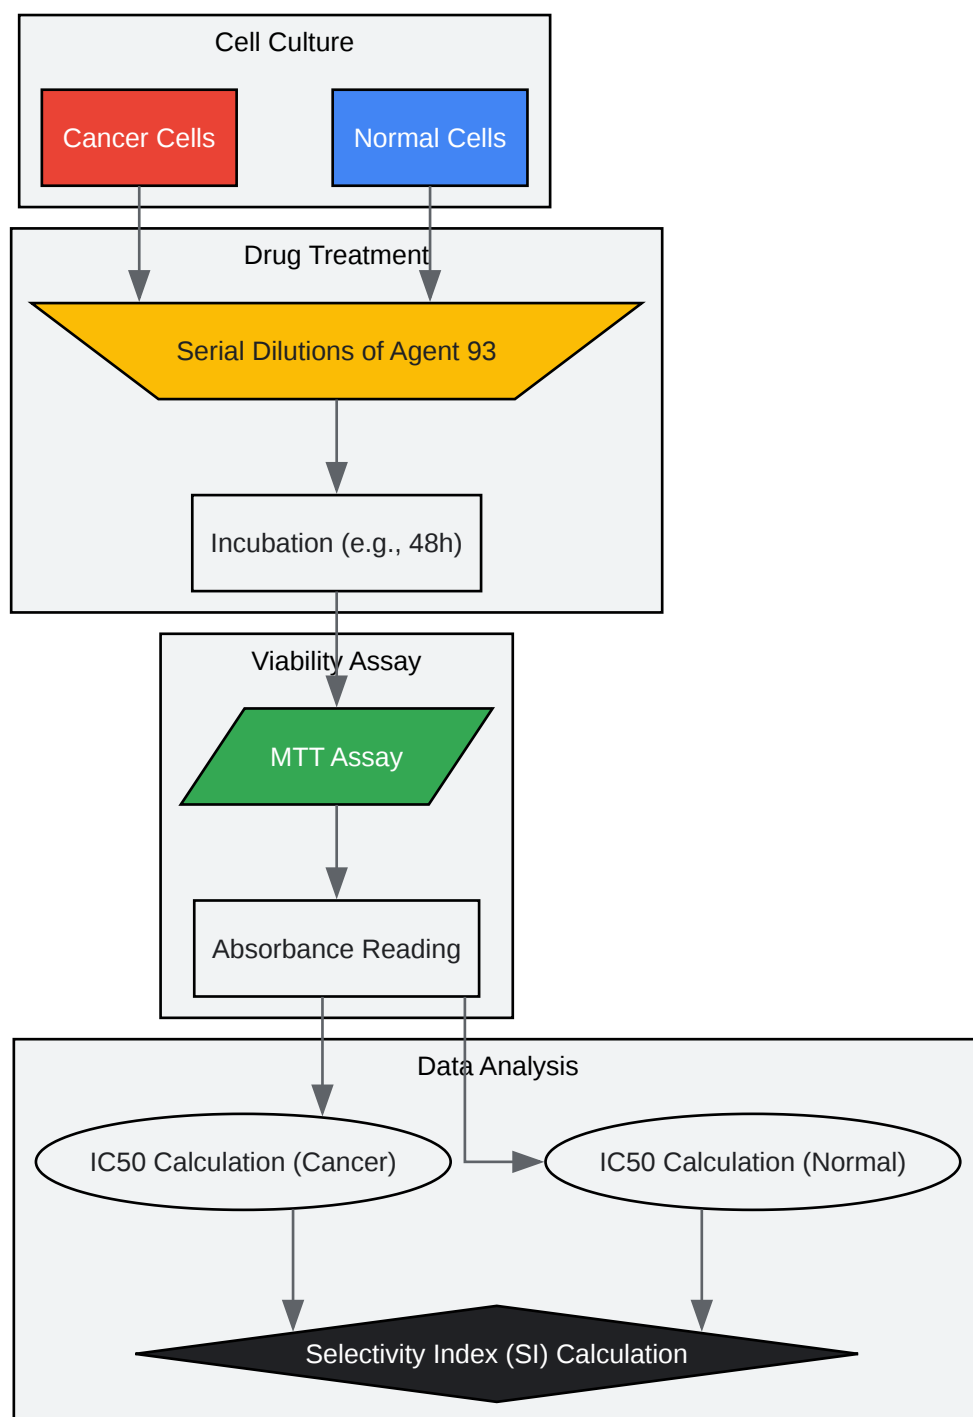 Cell Culture
Cancer Cells
Normal Cells
Drug Treatment
Serial Dilutions of Agent 93
Incubation (e.g., 48h)
Viability Assay
MTT Assay
Absorbance Reading
Data Analysis
IC50 Calculation (Cancer)
IC50 Calculation (Normal)
Selectivity Index (SI) Calculation